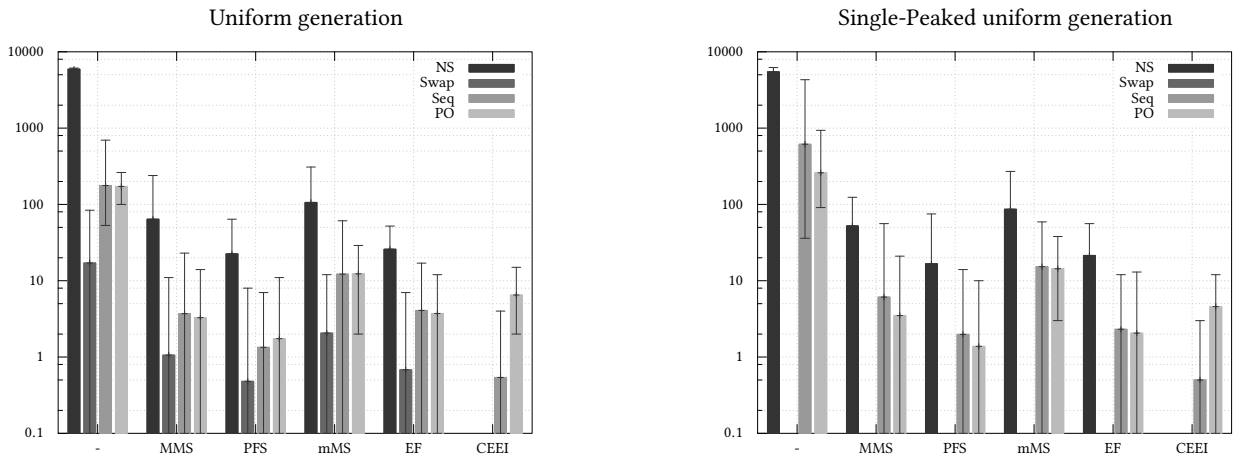 Uniform generation
10000
1000
100
10
1
0.1
NS
Swap
Seq
PO
- MMS PFS mMS EF CEEI
Single-Peaked uniform generation
10000
1000
100
10
1
0.1
NS
Swap
Seq
PO
- MMS PFS mMS EF CEEI